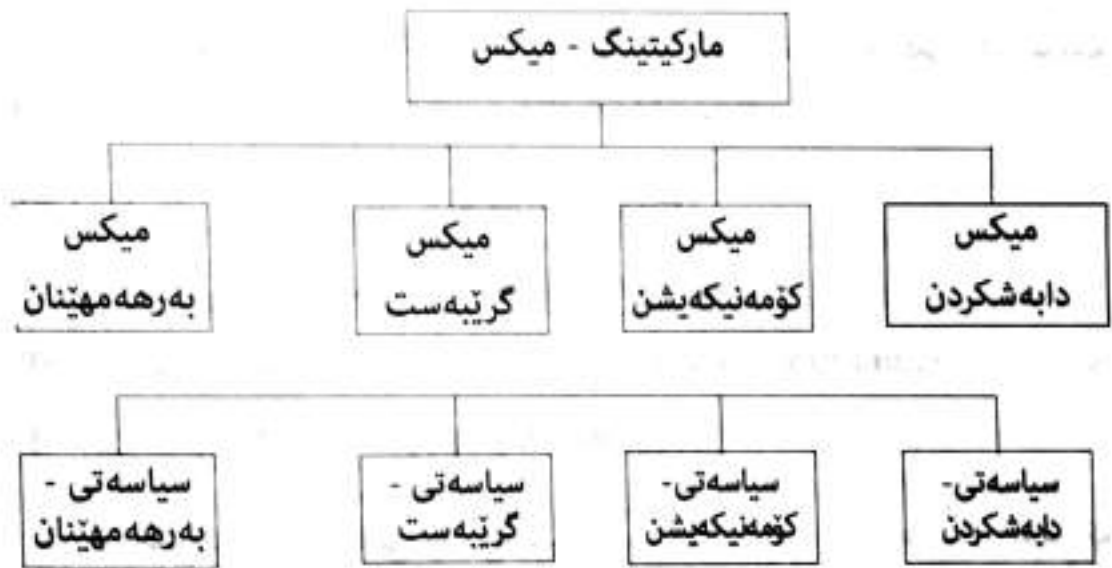 مارکیتینگ - میکس
میکس
دابەشکردن
میکس
کۆمەنیکەیشن
میکس
گرێبەست
میکس
بەرهەمهێنان
سیاسەتی-
دابەشکردن
سیاسەتی-
کۆمەنیکەیشن
سیاسەتی -
گرێبەست
سیاسەتی -
بەرهەمهێنان